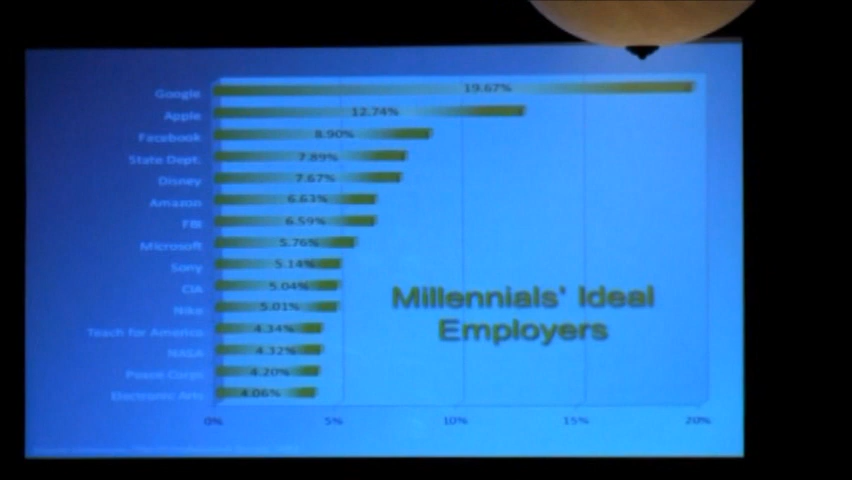 Google 19.67%
Apple 12.74%
Facebook 8.90%
State Dept. 7.89%
Disney 7.67%
Amazon 6.63%
FBI 6.59%
Microsoft 5.76%
Sony 5.14%
CIA 5.04%
Nike 5.01%
Teach for America 4.34%
NASA 4.32%
Peace Corps 4.20%
Electronic Arts 4.06%
Millennials' Ideal
Employers
0% 5% 10% 15% 20%